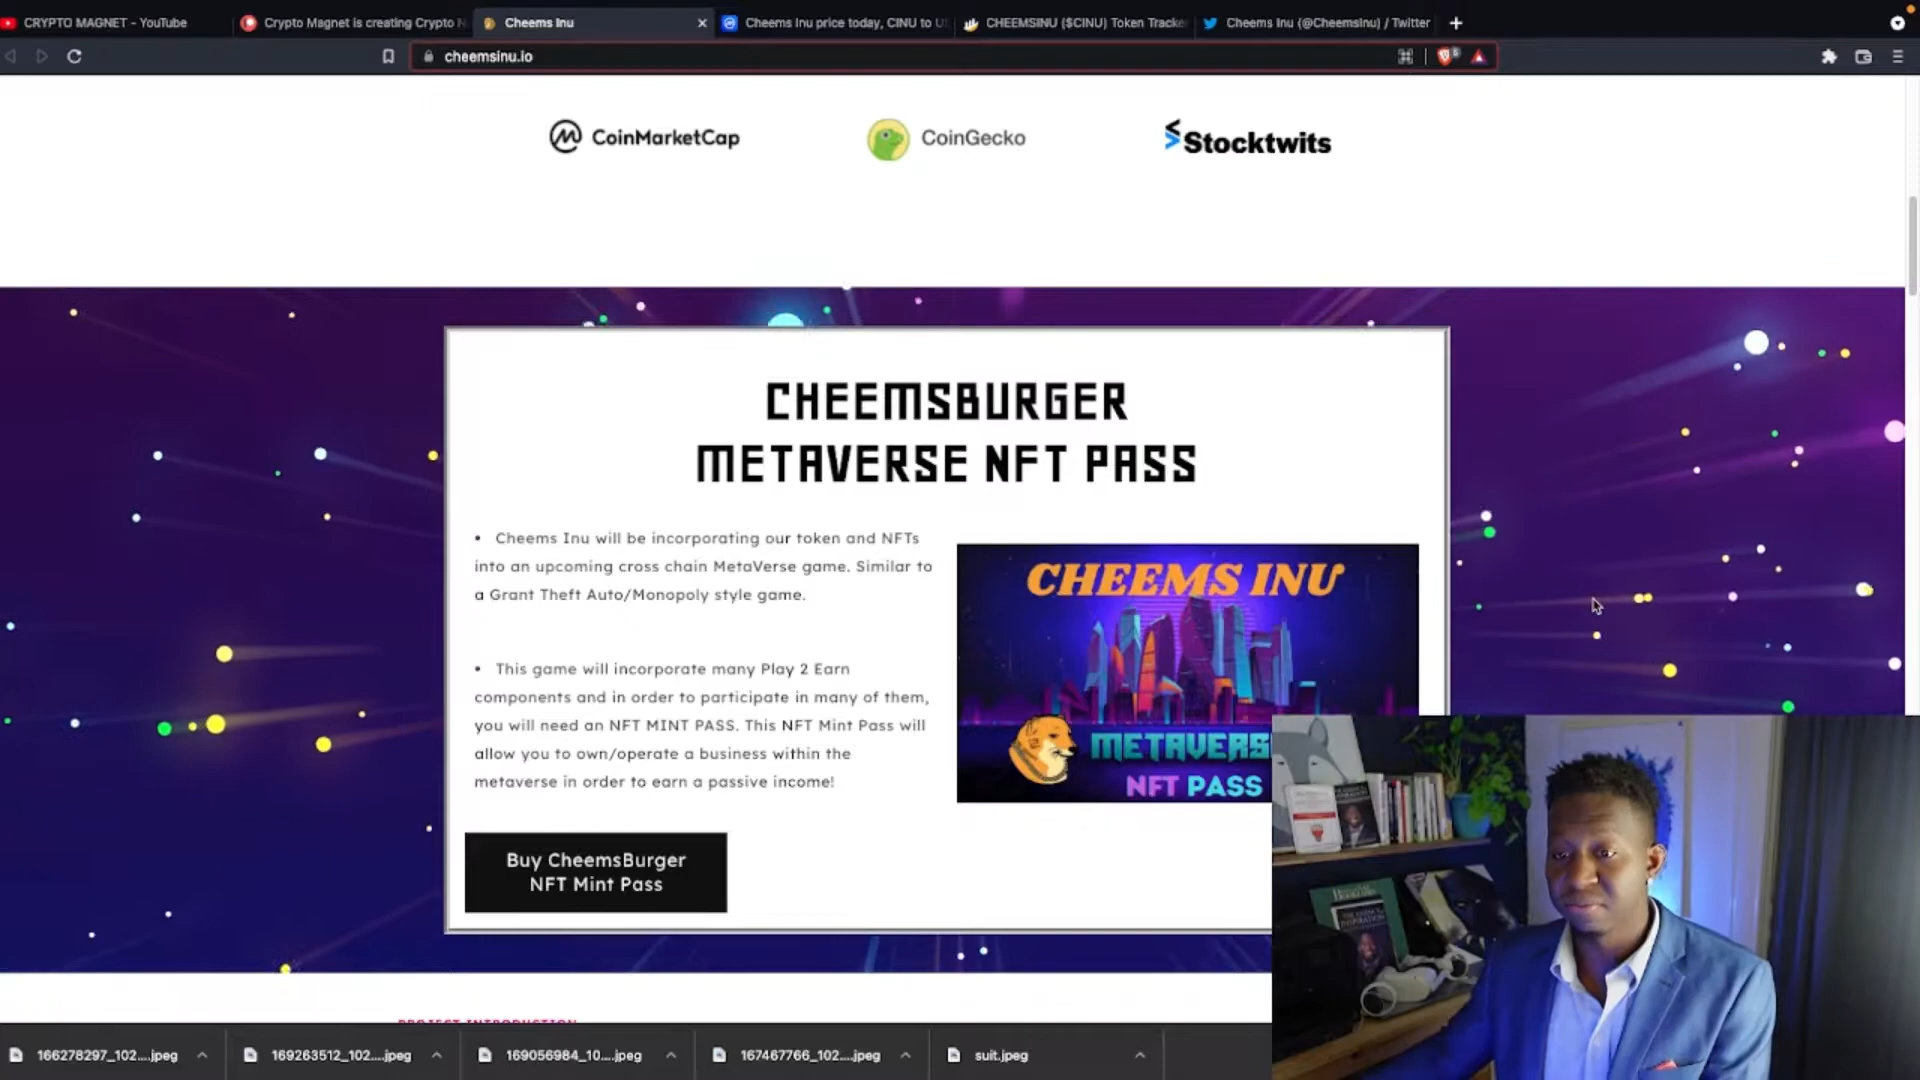 CRYPTO MAGNET - YouTube
Crypto Magnet is creating Crypto N
Cheems Inu
Cheems Inu price today, CINU to U
CHEEMSINU ($CINU) Token Tracke
Cheems Inu (@CheemsInu) / Twitter
cheemsinu.io
CoinMarketCap
CoinGecko
Stocktwits
CHEEMSBURGER
METAVERSE NFT PASS
• Cheems Inu will be incorporating our token and NFTs
into an upcoming cross chain MetaVerse game. Similar to
a Grant Theft Auto/Monopoly style game.
• This game will incorporate many Play 2 Earn
components and in order to participate in many of them,
you will need an NFT MINT PASS. This NFT Mint Pass will
allow you to own/operate a business within the
metaverse in order to earn a passive income!
CHEEMS INU
METAVERS
NFT PASS
Buy CheemsBurger
NFT Mint Pass
PROJECT INTRODUCTION
166278297_102....jpeg
169263512_102....jpeg
169056984_10....jpeg
167467766_102....jpeg
suit.jpeg